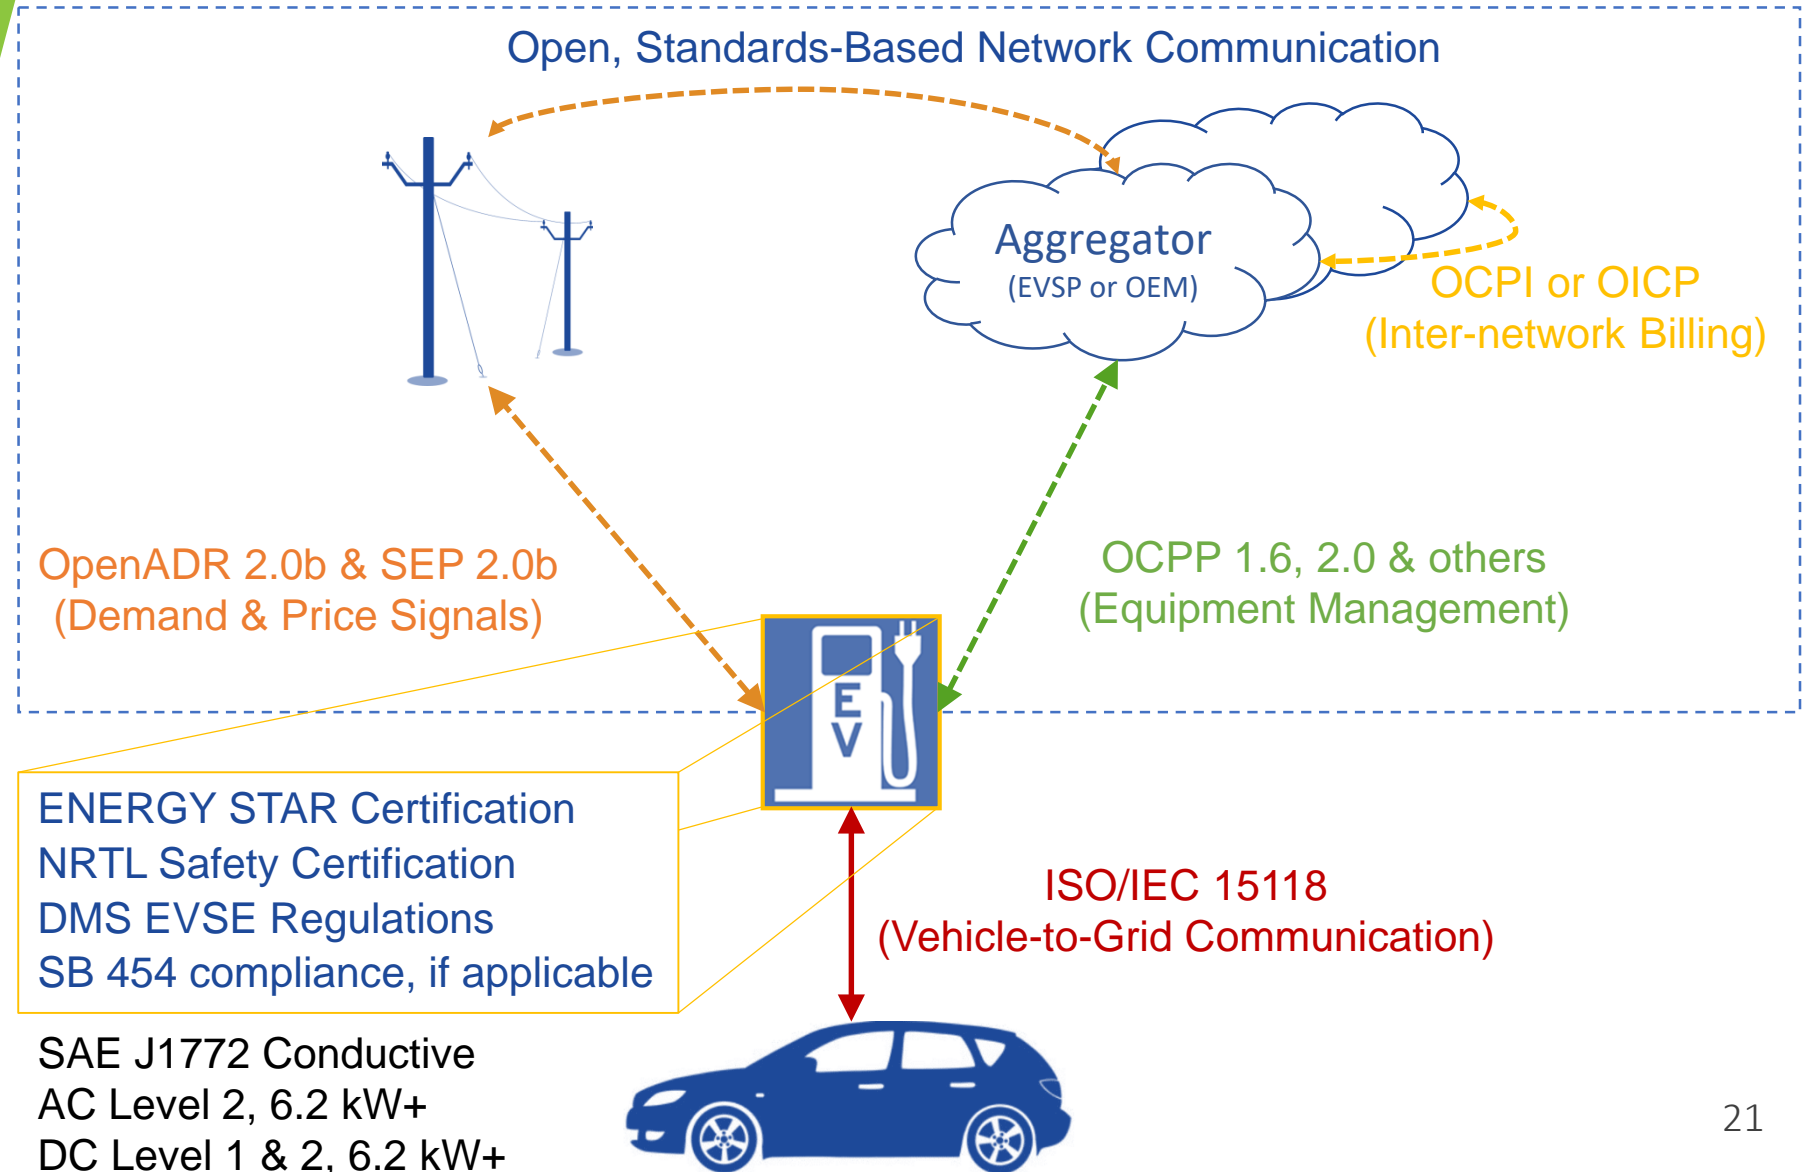 Open, Standards-Based Network Communication
Aggregator
(EVSP or OEM)
OCPI or OICP
(Inter-network Billing)
OpenADR 2.0b & SEP 2.0b
(Demand & Price Signals)
OCPP 1.6, 2.0 & others
(Equipment Management)
E
V
ENERGY STAR Certification
NRTL Safety Certification
DMS EVSE Regulations
SB 454 compliance, if applicable
ISO/IEC 15118
(Vehicle-to-Grid Communication)
SAE J1772 Conductive
AC Level 2, 6.2 kW+
DC Level 1 & 2, 6.2 kW+
21